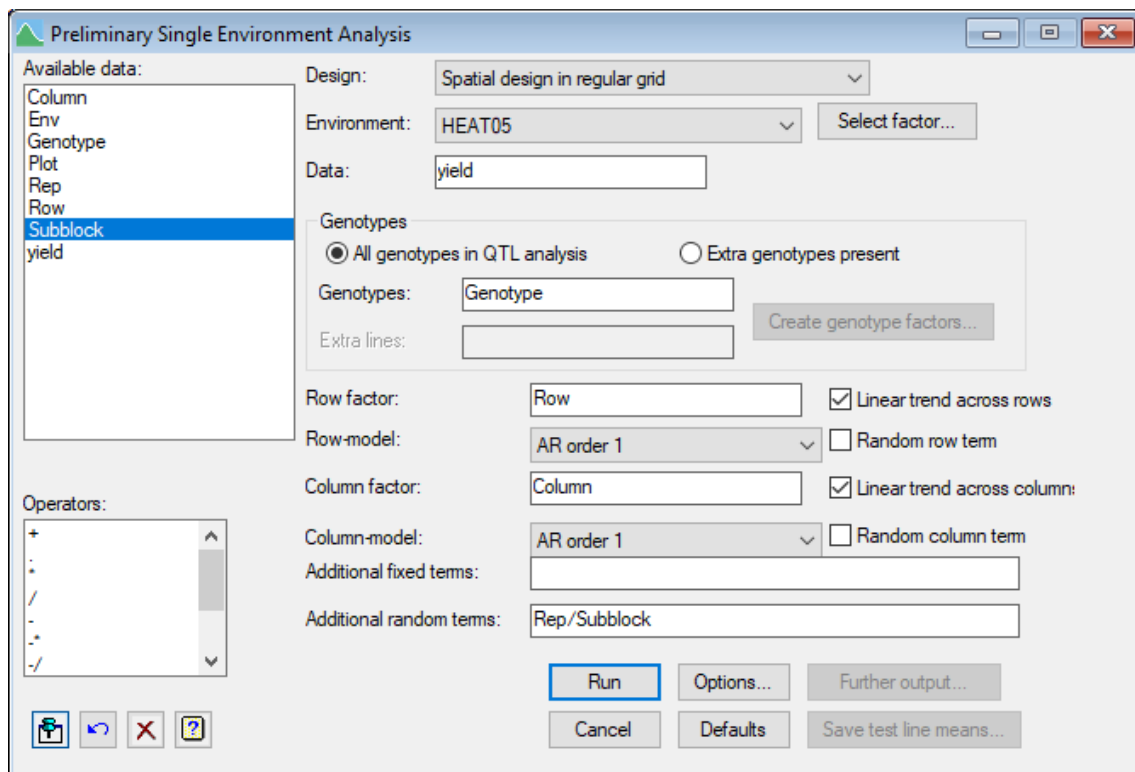 Preliminary Single Environment Analysis
Available data:
Column
Env
Genotype
Plot
Rep
Row
Subblock
yield
Operators:
+
.
*
/
-
-*
-/
Design: Spatial design in regular grid
Environment: HEAT05 Select factor...
Data: yield
Genotypes
All genotypes in QTL analysis Extra genotypes present
Genotypes: Genotype
Create genotype factors...
Extra lines:
Row factor: Row Linear trend across rows
Row-model: AR order 1 Random row term
Column factor: Column Linear trend across columns
Column-model: AR order 1 Random column term
Additional fixed terms:
Additional random terms: Rep/Subblock
Run Options... Further output...
Cancel Defaults Save test line means...